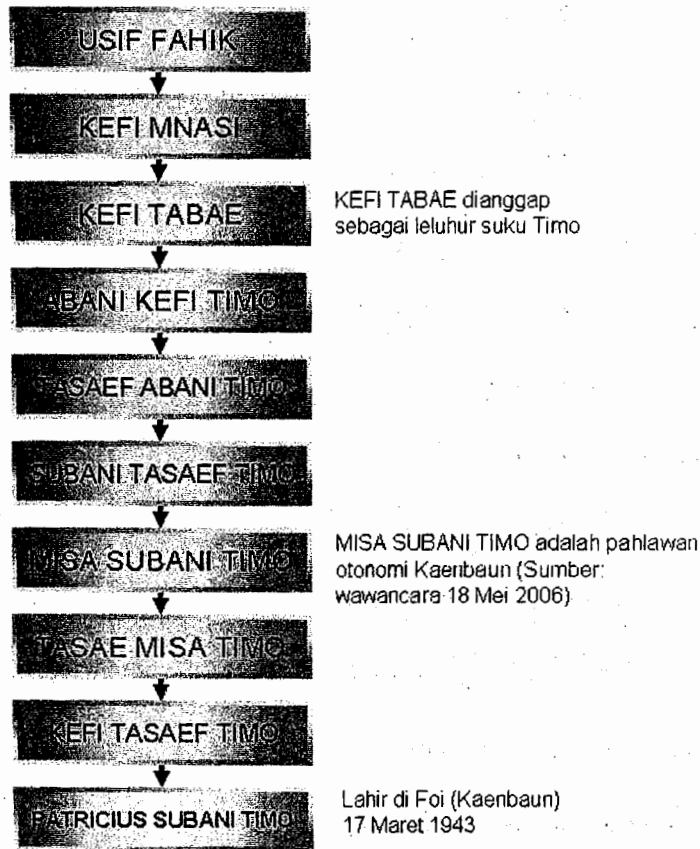 USIF FAHIK
KEFI MNASI
KEFI TABAE
KEFI TABAE dianggap
sebagai leluhur suku Timo
ABANI KEFI TIMO
TASAEF ABANI TIMO
SUBANI TASAEF TIMO
MISA SUBANI TIMO
MISA SUBANI TIMO adalah pahlawan
otonomi Kaenbaun (Sumber:
wawancara 18 Mei 2006)
TASAE MISA TIMO
KEFI TASAEF TIMO
PATRICIUS SUBANI TIMO
Lahir di Foi (Kaenbaun)
17 Maret 1943